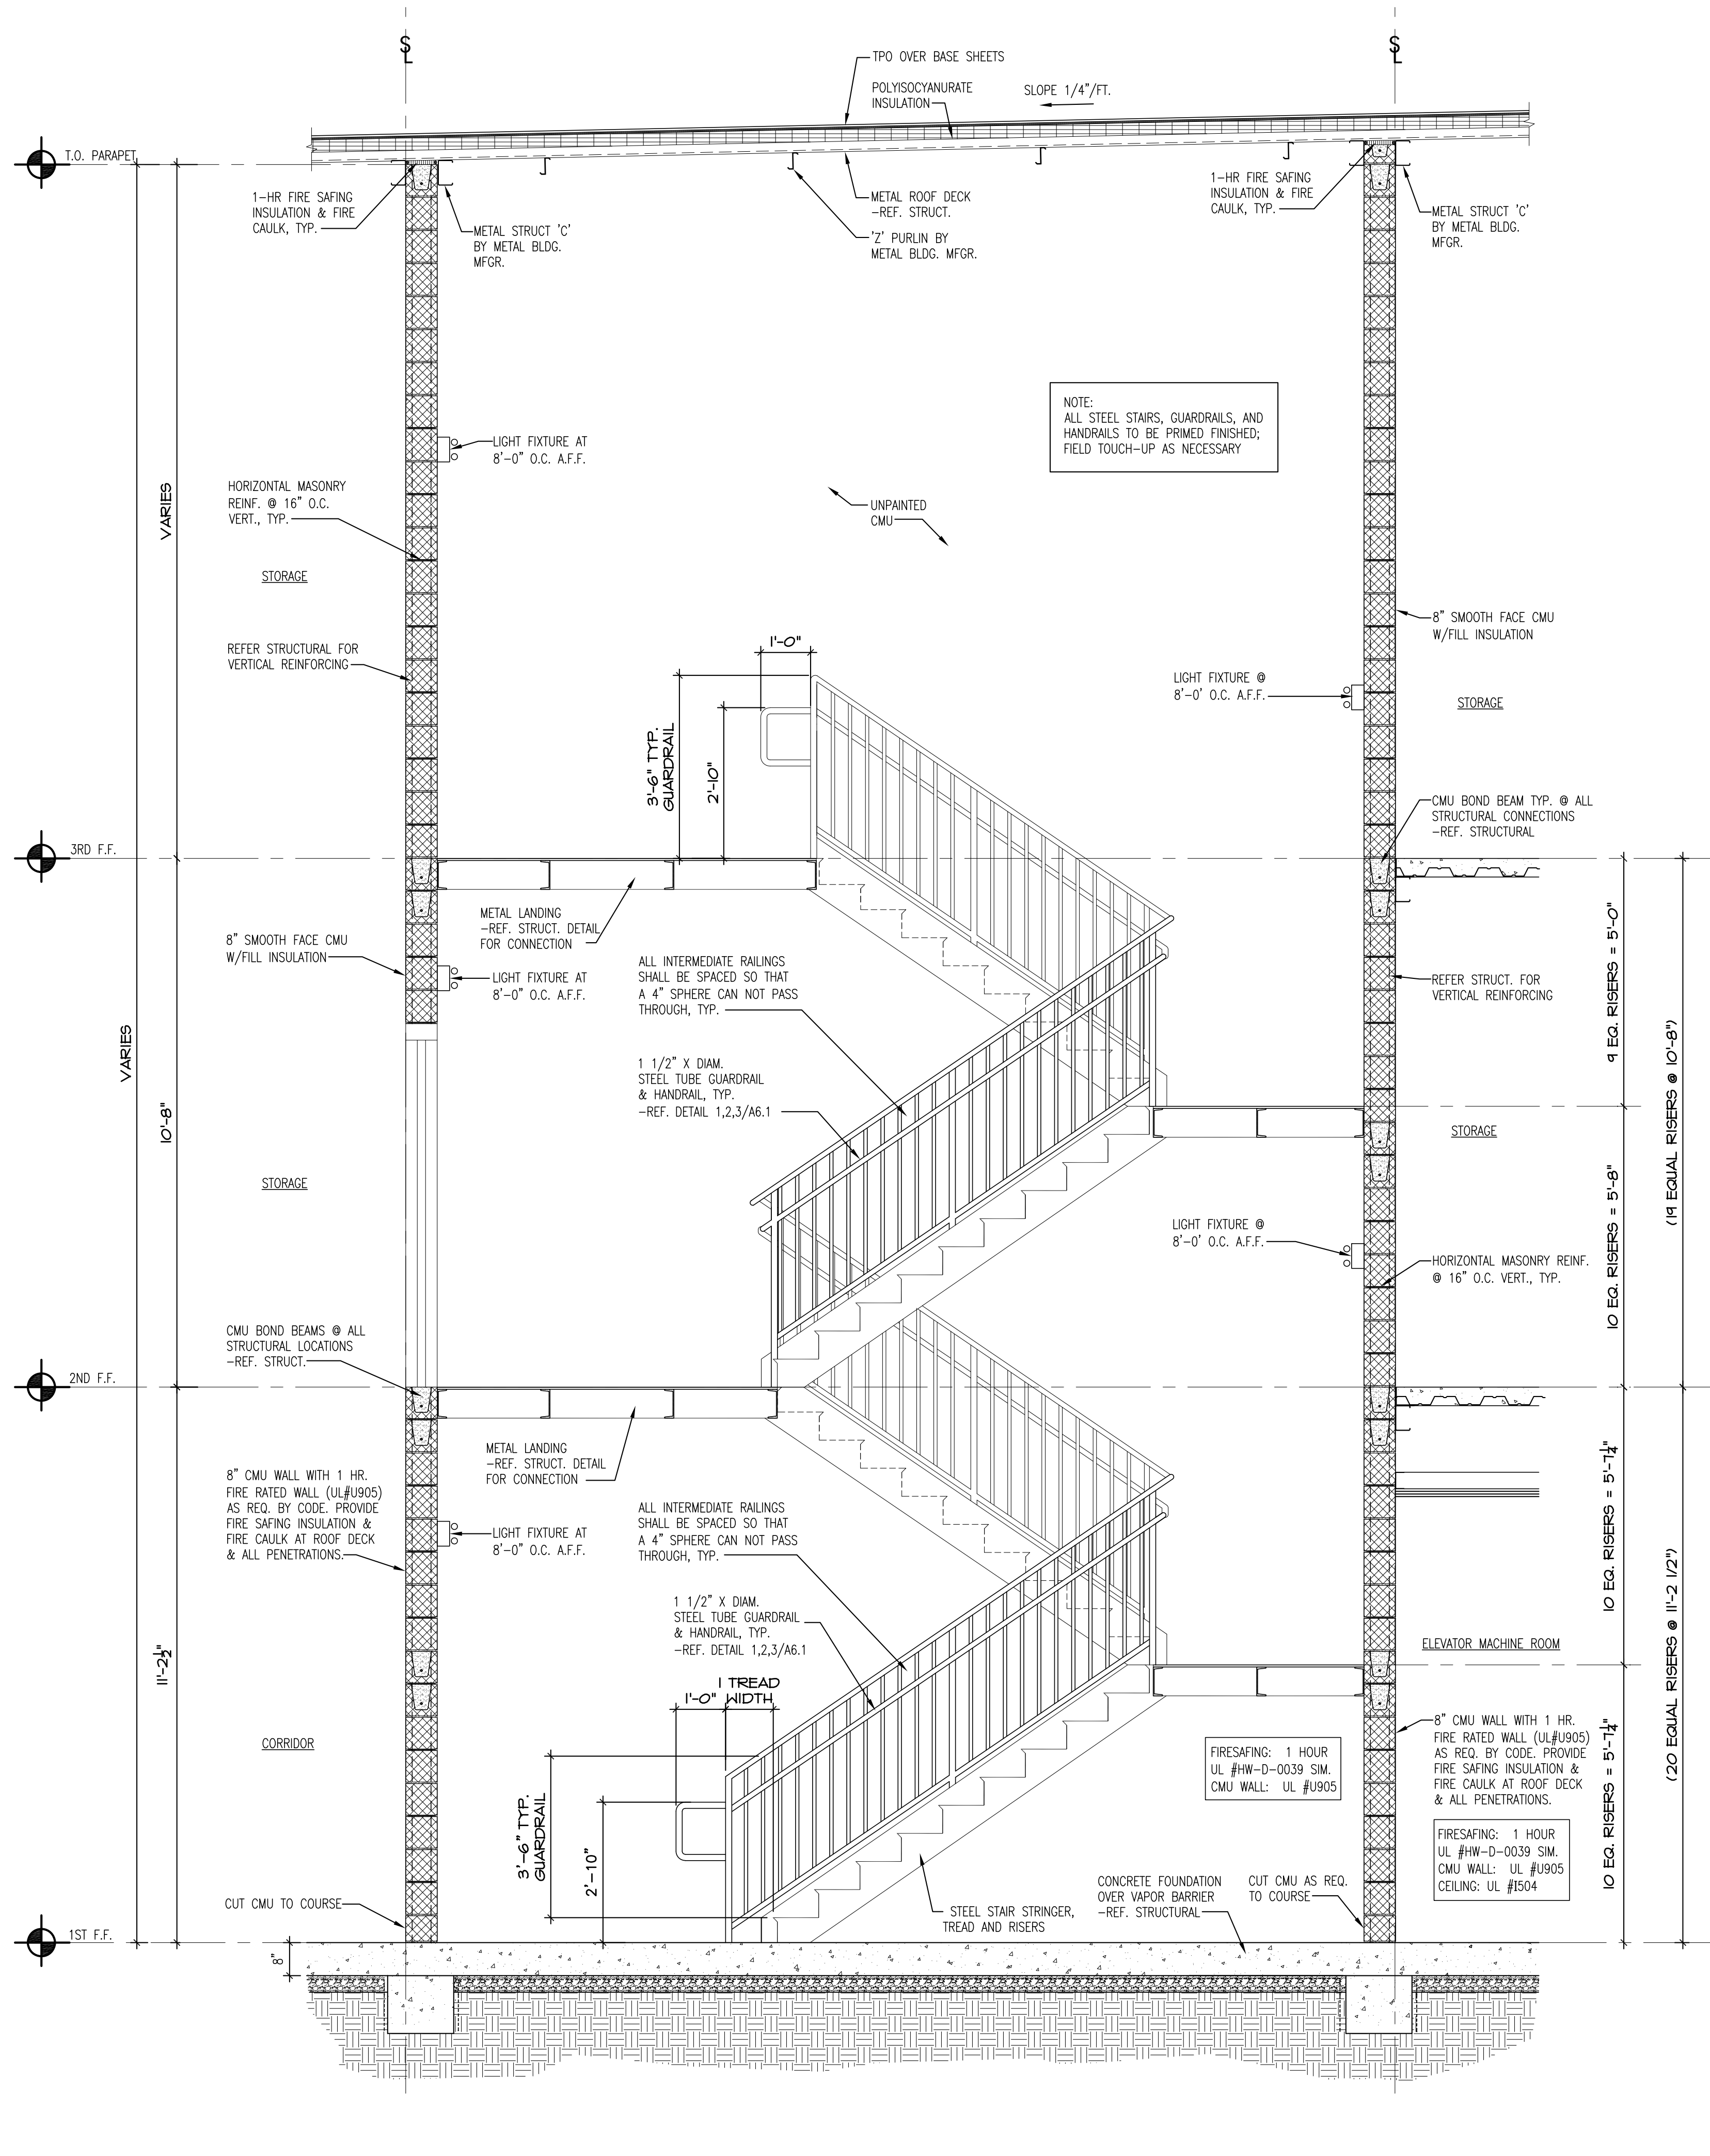 SL
SL
TPO OVER BASE SHEETS
POLYISOCYANURATE
INSULATION
SLOPE 1/4"/FT.
T.O. PARAPET
1-HR FIRE SAFING
INSULATION & FIRE
CAULK, TYP.
METAL STRUCT 'C'
BY METAL BLDG.
MFGR.
METAL ROOF DECK
-REF. STRUCT.
'Z' PURLIN BY
METAL BLDG. MFGR.
1-HR FIRE SAFING
INSULATION & FIRE
CAULK, TYP.
METAL STRUCT 'C'
BY METAL BLDG.
MFGR.
NOTE:
ALL STEEL STAIRS, GUARDRAILS, AND
HANDRAILS TO BE PRIMED FINISHED;
FIELD TOUCH-UP AS NECESSARY
LIGHT FIXTURE AT
8'-0" O.C. A.F.F.
VARIES
HORIZONTAL MASONRY
REINF. @ 16" O.C.
VERT., TYP.
UNPAINTED
CMU
STORAGE
8" SMOOTH FACE CMU
W/FILL INSULATION
REFER STRUCTURAL FOR
VERTICAL REINFORCING
1'-0"
LIGHT FIXTURE @
8'-0' O.C. A.F.F.
STORAGE
3'-6" TYP.
GUARDRAIL
2'-10"
CMU BOND BEAM TYP. @ ALL
STRUCTURAL CONNECTIONS
-REF. STRUCTURAL
3RD F.F.
METAL LANDING
-REF. STRUCT. DETAIL
FOR CONNECTION
8" SMOOTH FACE CMU
W/FILL INSULATION
LIGHT FIXTURE AT
8'-0" O.C. A.F.F.
ALL INTERMEDIATE RAILINGS
SHALL BE SPACED SO THAT
A 4" SPHERE CAN NOT PASS
THROUGH, TYP.
REFER STRUCT. FOR
VERTICAL REINFORCING
9 EQ. RISERS = 5'-0"
VARIES
1 1/2" X DIAM.
STEEL TUBE GUARDRAIL
& HANDRAIL, TYP.
-REF. DETAIL 1,2,3/A6.1
10'-8"
STORAGE
(19 EQUAL RISERS @ 10'-8")
STORAGE
10 EQ. RISERS = 5'-8"
LIGHT FIXTURE @
8'-0' O.C. A.F.F.
HORIZONTAL MASONRY REINF.
@ 16" O.C. VERT., TYP.
CMU BOND BEAMS @ ALL
STRUCTURAL LOCATIONS
-REF. STRUCT.
2ND F.F.
METAL LANDING
-REF. STRUCT. DETAIL
FOR CONNECTION
8" CMU WALL WITH 1 HR.
FIRE RATED WALL (UL#U905)
AS REQ. BY CODE. PROVIDE
FIRE SAFING INSULATION &
FIRE CAULK AT ROOF DECK
& ALL PENETRATIONS.
LIGHT FIXTURE AT
8'-0" O.C. A.F.F.
ALL INTERMEDIATE RAILINGS
SHALL BE SPACED SO THAT
A 4" SPHERE CAN NOT PASS
THROUGH, TYP.
10 EQ. RISERS = 5'-7 1/4"
1 1/2" X DIAM.
STEEL TUBE GUARDRAIL
& HANDRAIL, TYP.
-REF. DETAIL 1,2,3/A6.1
11'-2 1/2"
ELEVATOR MACHINE ROOM
(20 EQUAL RISERS @ 11'-2 1/2")
1 TREAD
1'-0" WIDTH
CORRIDOR
FIRESAFING: 1 HOUR
UL #HW-D-0039 SIM.
CMU WALL: UL #U905
8" CMU WALL WITH 1 HR.
FIRE RATED WALL (UL#U905)
AS REQ. BY CODE. PROVIDE
FIRE SAFING INSULATION &
FIRE CAULK AT ROOF DECK
& ALL PENETRATIONS.
10 EQ. RISERS = 5'-7 1/4"
3'-6" TYP.
GUARDRAIL
2'-10"
FIRESAFING: 1 HOUR
UL #HW-D-0039 SIM.
CMU WALL: UL #U905
CEILING: UL #I504
CUT CMU TO COURSE
STEEL STAIR STRINGER,
TREAD AND RISERS
CONCRETE FOUNDATION
OVER VAPOR BARRIER
-REF. STRUCTURAL
CUT CMU AS REQ.
TO COURSE
1ST F.F.
8"